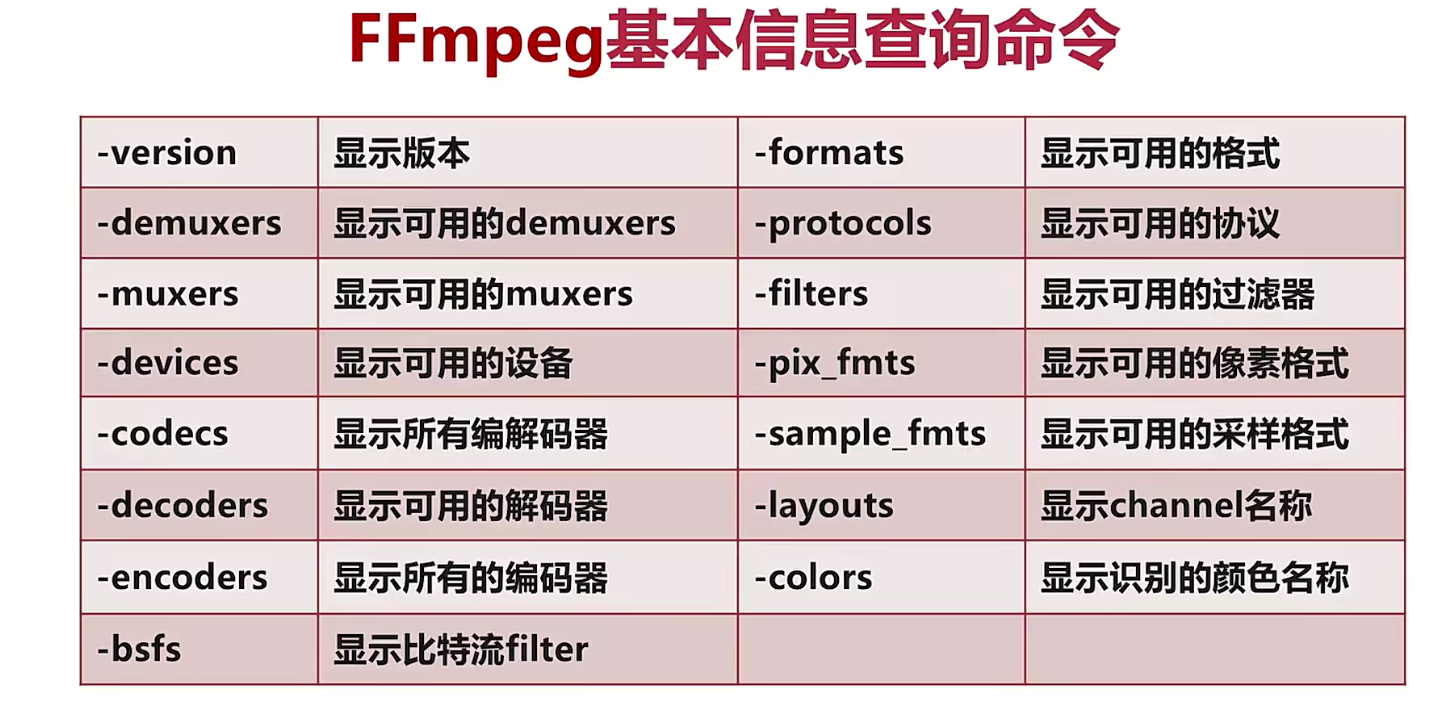 FFmpeg基本信息查询命令
-version 显示版本 -formats 显示可用的格式
-demuxers 显示可用的demuxers -protocols 显示可用的协议
-muxers 显示可用的muxers -filters 显示可用的过滤器
-devices 显示可用的设备 -pix_fmts 显示可用的像素格式
-codecs 显示所有编解码器 -sample_fmts 显示可用的采样格式
-decoders 显示可用的解码器 -layouts 显示channel名称
-encoders 显示所有的编码器 -colors 显示识别的颜色名称
-bsfs 显示比特流filter